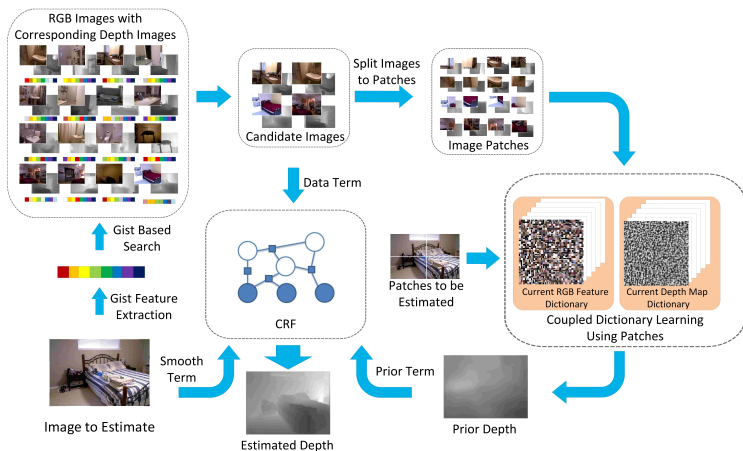 RGB Images with
Corresponding Depth Images
Candidate Images
Split Images
to Patches
Image Patches
Data Term
Gist Based
Search
Gist Feature
Extraction
Image to Estimate
Smooth
Term
CRF
Estimated Depth
Prior Term
Prior Depth
Patches to be
Estimated
Current RGB Feature
Dictionary
Current Depth Map
Dictionary
Coupled Dictionary Learning
Using Patches